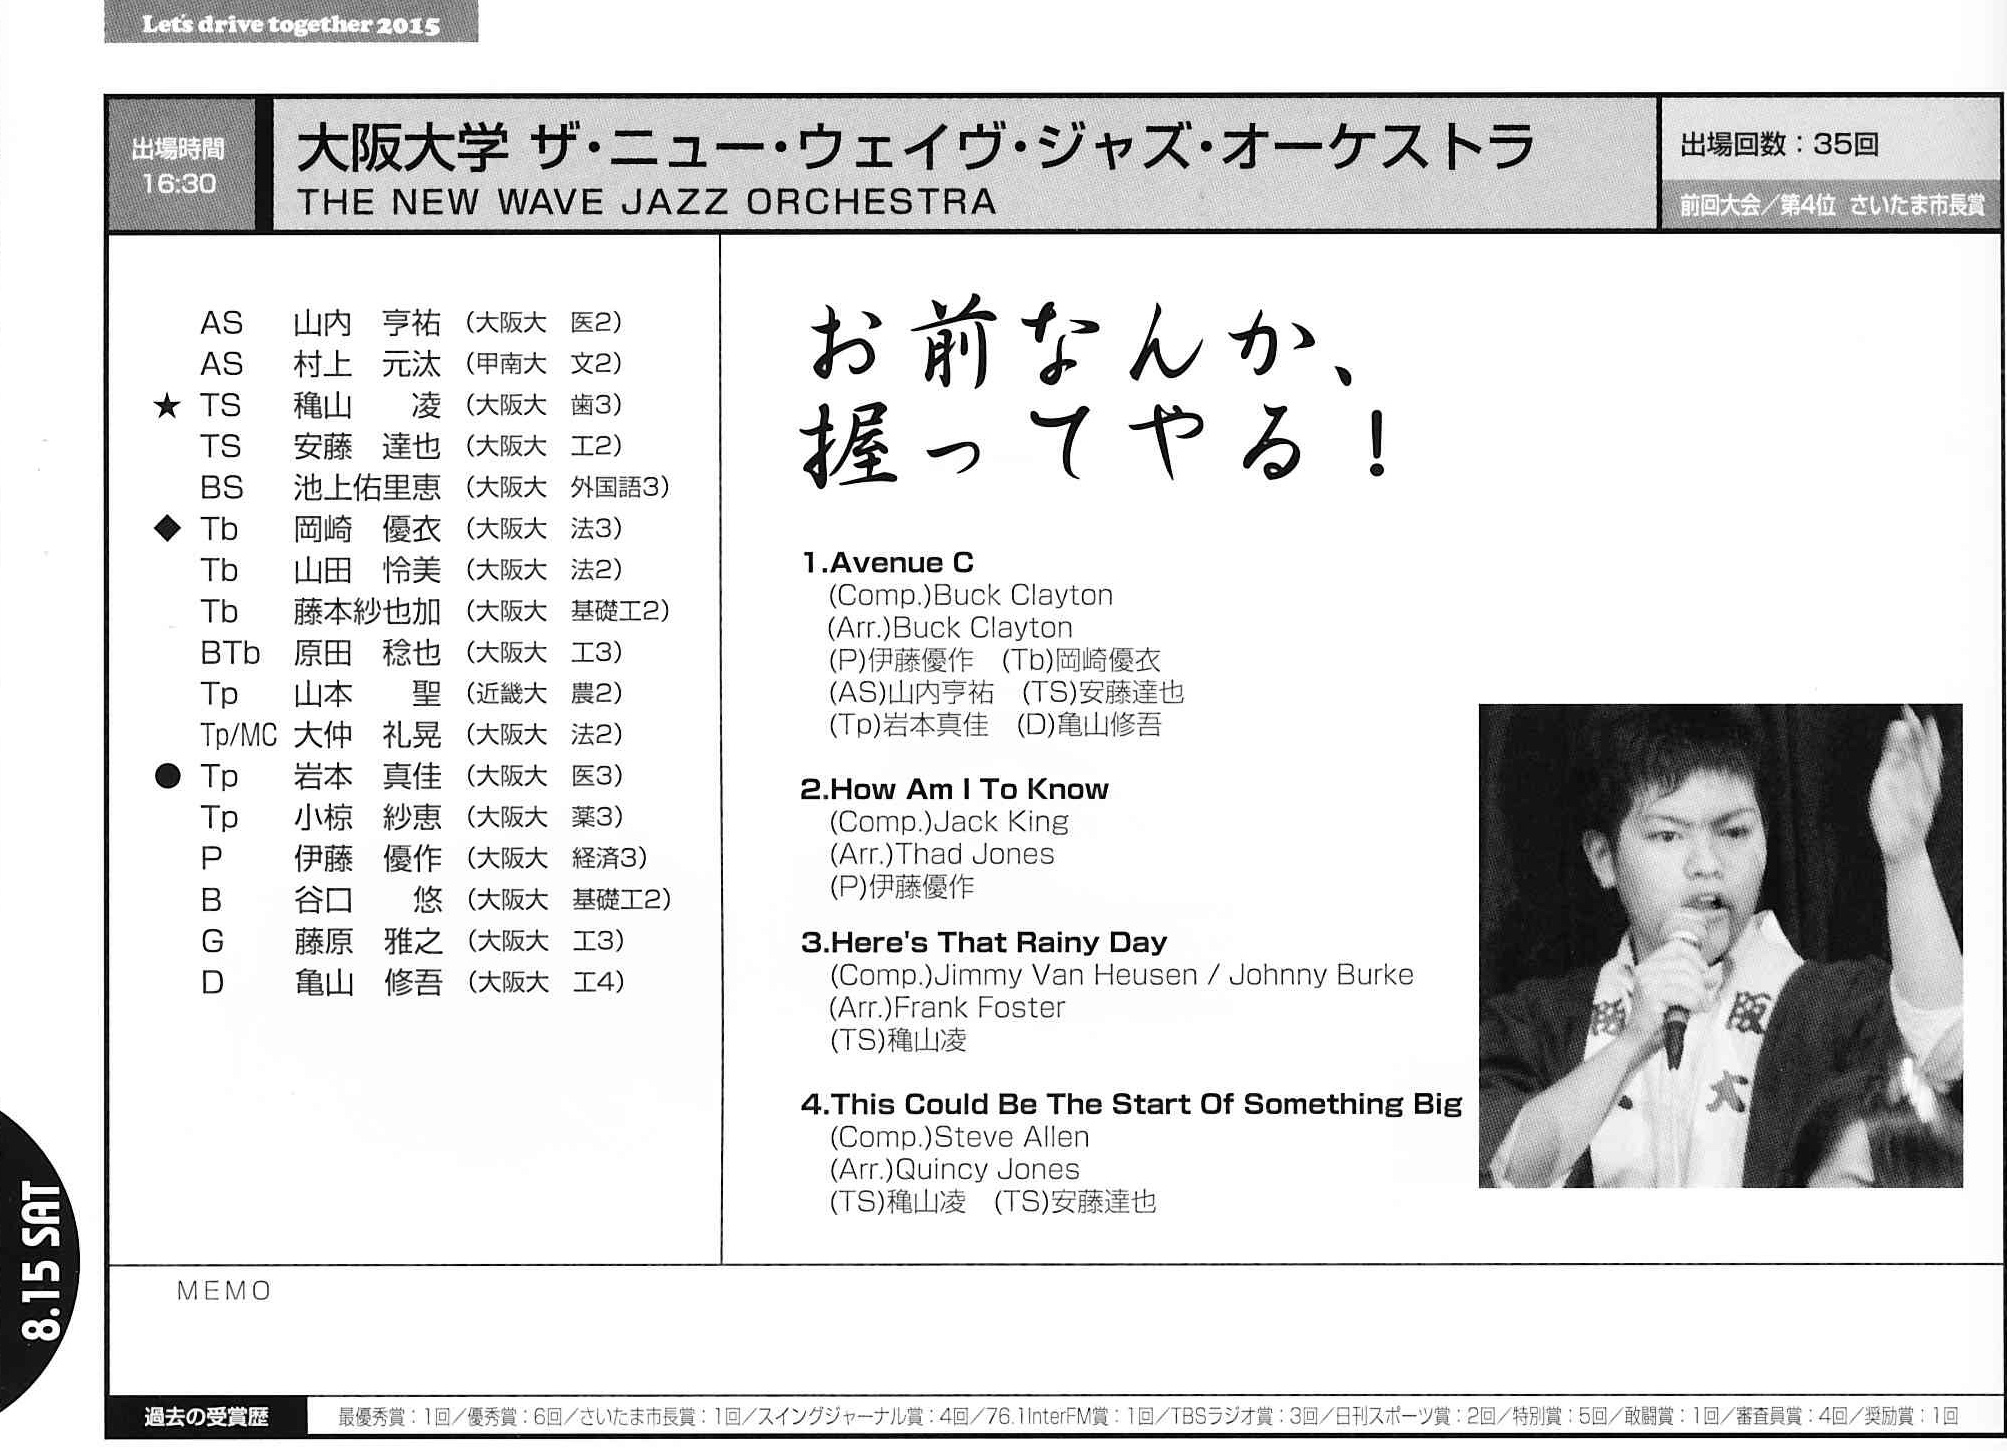 Let's drive together 2015
出場時間
16:30
大阪大学 ザ・ニュー・ウェイヴ・ジャズ・オーケストラ
THE NEW WAVE JAZZ ORCHESTRA
出場回数：35回
前回大会／第4位 さいたま市長賞
AS 山内 亨祐 (大阪大 医2)
AS 村上 元汰 (甲南大 文2)
★ TS 穐山 凌 (大阪大 歯3)
TS 安藤 達也 (大阪大 工2)
BS 池上佑里恵 (大阪大 外国語3)
◆ Tb 岡崎 優衣 (大阪大 法3)
Tb 山田 怜美 (大阪大 法2)
Tb 藤本紗也加 (大阪大 基礎工2)
BTb 原田 稔也 (大阪大 工3)
Tp 山本 聖 (近畿大 農2)
Tp/MC 大仲 礼晃 (大阪大 法2)
● Tp 岩本 真佳 (大阪大 医3)
Tp 小椋 紗恵 (大阪大 薬3)
P 伊藤 優作 (大阪大 経済3)
B 谷口 悠 (大阪大 基礎工2)
G 藤原 雅之 (大阪大 工3)
D 亀山 修吾 (大阪大 工4)
お前なんか、
握ってやる！
1.Avenue C
(Comp.)Buck Clayton
(Arr.)Buck Clayton
(P)伊藤優作 (Tb)岡崎優衣
(AS)山内亨祐 (TS)安藤達也
(Tp)岩本真佳 (D)亀山修吾
2.How Am I To Know
(Comp.)Jack King
(Arr.)Thad Jones
(P)伊藤優作
3.Here's That Rainy Day
(Comp.)Jimmy Van Heusen / Johnny Burke
(Arr.)Frank Foster
(TS)穐山凌
4.This Could Be The Start Of Something Big
(Comp.)Steve Allen
(Arr.)Quincy Jones
(TS)穐山凌 (TS)安藤達也
阪 阪
大
8.15 SAT
MEMO
過去の受賞歴
最優秀賞：1回／優秀賞：6回／さいたま市長賞：1回／スイングジャーナル賞：4回／76.1InterFM賞：1回／TBSラジオ賞：3回／日刊スポーツ賞：2回／特別賞：5回／敢闘賞：1回／審査員賞：4回／奨励賞：1回